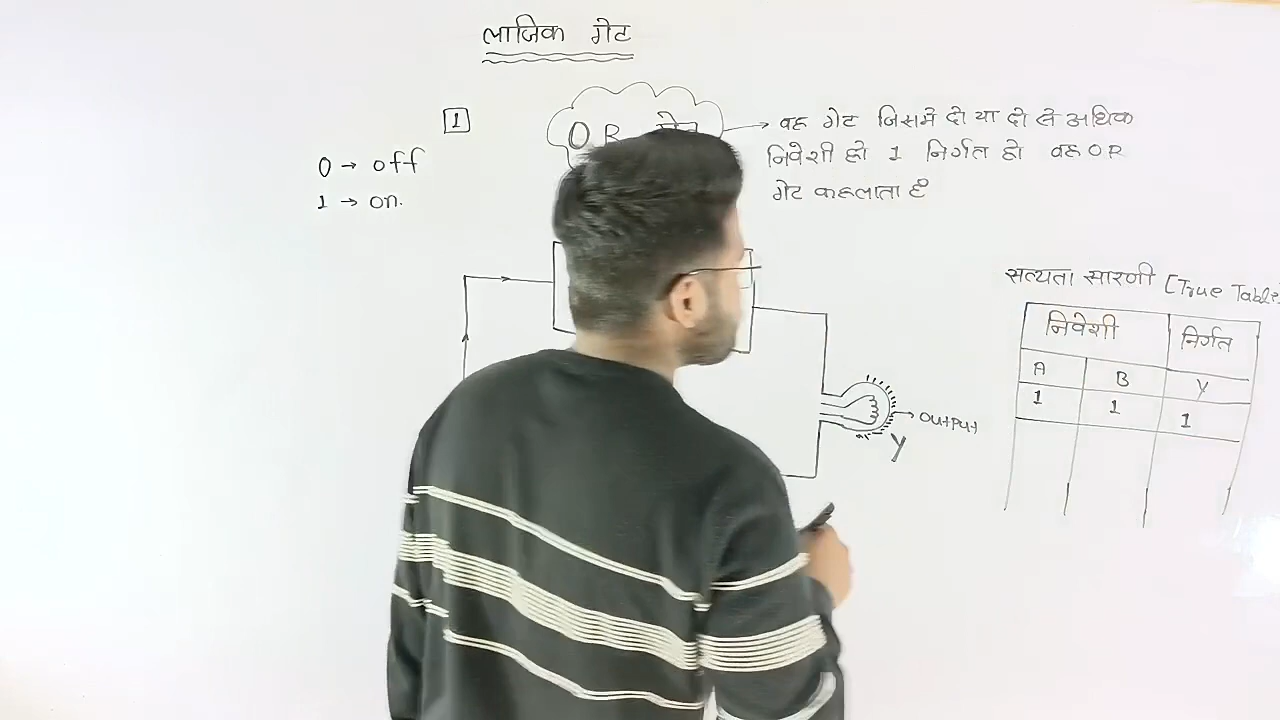 लाजिक गेट
1
OR गेट
0 → off
1 → on.
वह गेट जिसमें दो या दो से अधिक
निवेशी हो 1 निर्गत हो वह OR
गेट कहलाता है
सत्यता सारणी [True Table
निवेशी निर्गत
A B Y
1 1 1
Output
Y